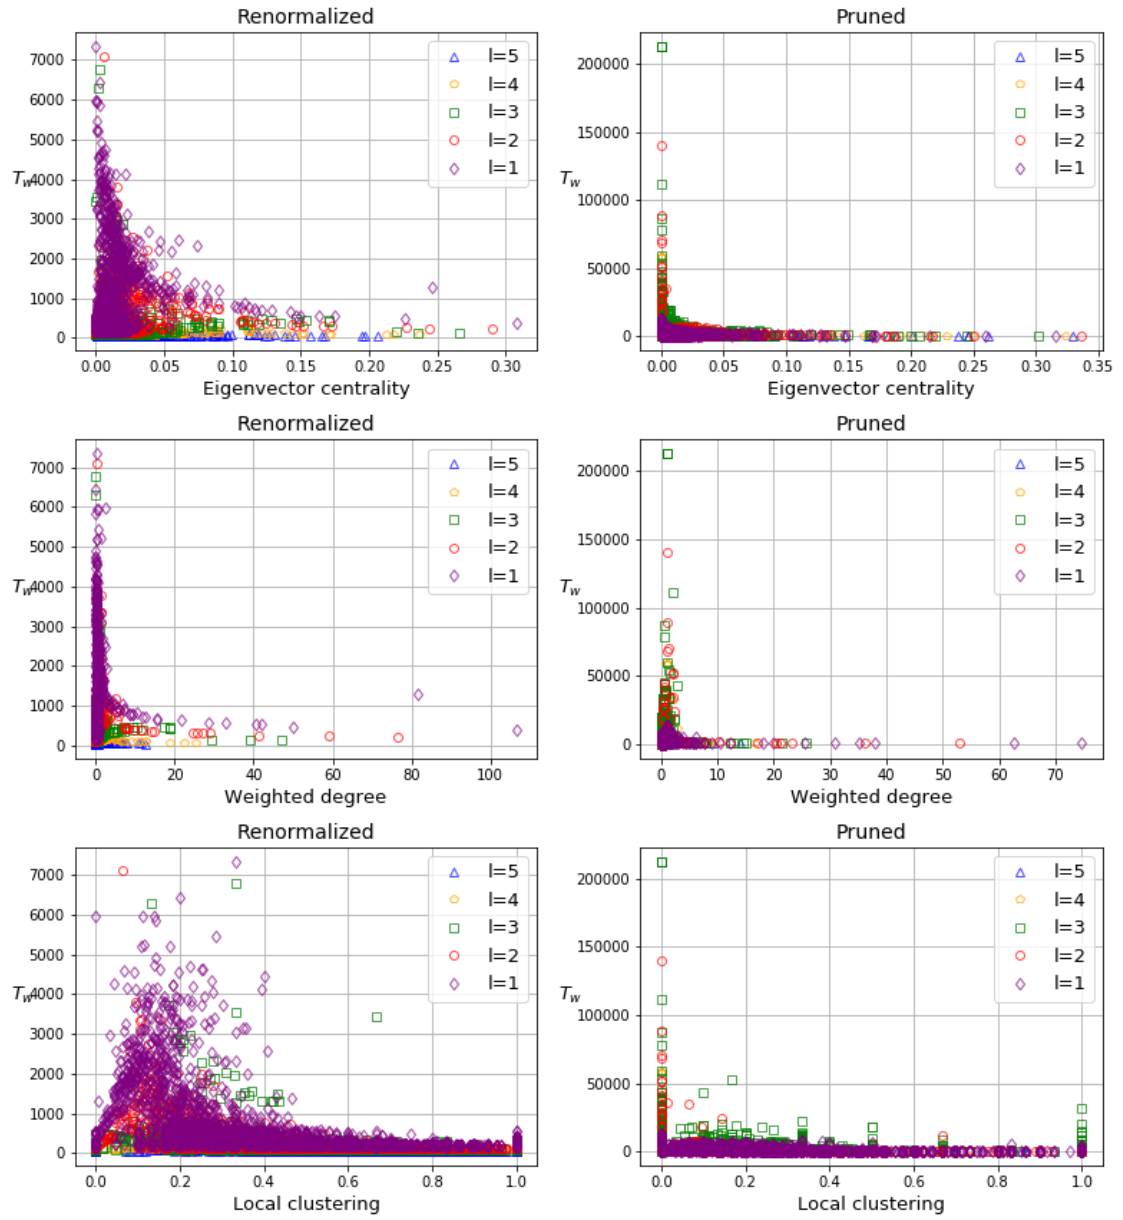 Renormalized
7000
6000
5000
4000
3000
2000
1000
0
T_w
l=5
l=4
l=3
l=2
l=1
0.00 0.05 0.10 0.15 0.20 0.25 0.30
Eigenvector centrality
Pruned
200000
150000
100000
50000
0
T_w
l=5
l=4
l=3
l=2
l=1
0.00 0.05 0.10 0.15 0.20 0.25 0.30 0.35
Eigenvector centrality
Renormalized
7000
6000
5000
4000
3000
2000
1000
0
T_w
l=5
l=4
l=3
l=2
l=1
0 20 40 60 80 100
Weighted degree
Pruned
200000
150000
100000
50000
0
T_w
l=5
l=4
l=3
l=2
l=1
0 10 20 30 40 50 60 70
Weighted degree
Renormalized
7000
6000
5000
4000
3000
2000
1000
0
T_w
l=5
l=4
l=3
l=2
l=1
0.0 0.2 0.4 0.6 0.8 1.0
Local clustering
Pruned
200000
150000
100000
50000
0
T_w
l=5
l=4
l=3
l=2
l=1
0.0 0.2 0.4 0.6 0.8 1.0
Local clustering